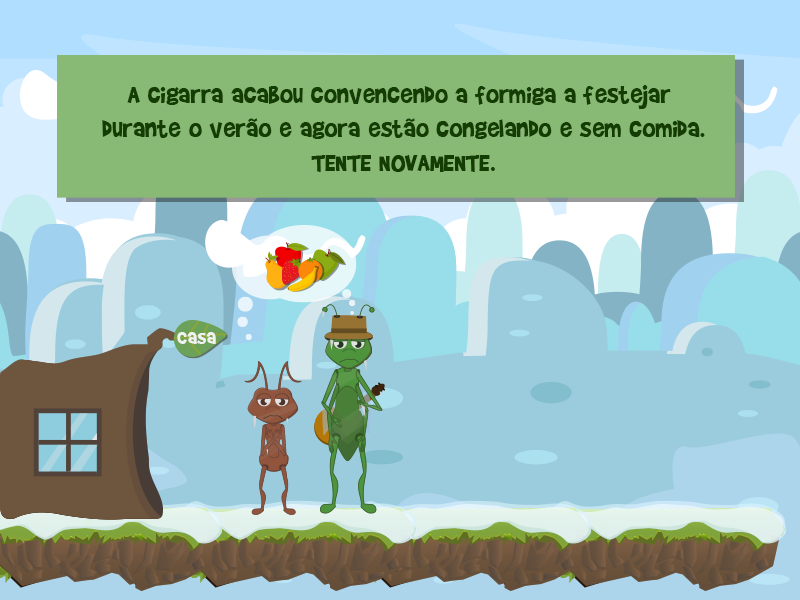 A cigarra acabou convencendo a formiga a festejar
durante o verão e agora estão congelando e sem comida.
TENTE NOVAMENTE.
casa